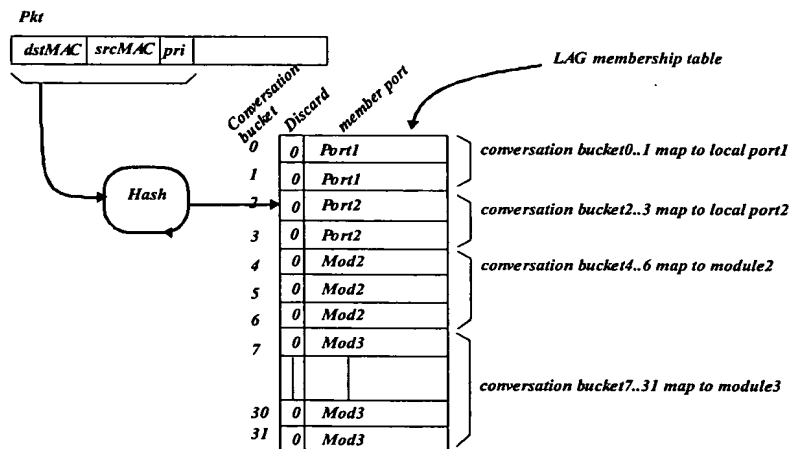 Pkt
dstMAC srcMAC pri
LAG membership table
Conversation bucket
Discard
member port
Hash
0 0 Port1
1 0 Port1
2 0 Port2
3 0 Port2
4 0 Mod2
5 0 Mod2
6 0 Mod2
7 0 Mod3
30 0 Mod3
31 0 Mod3
conversation bucket0..1 map to local port1
conversation bucket2..3 map to local port2
conversation bucket4..6 map to module2
conversation bucket7..31 map to module3